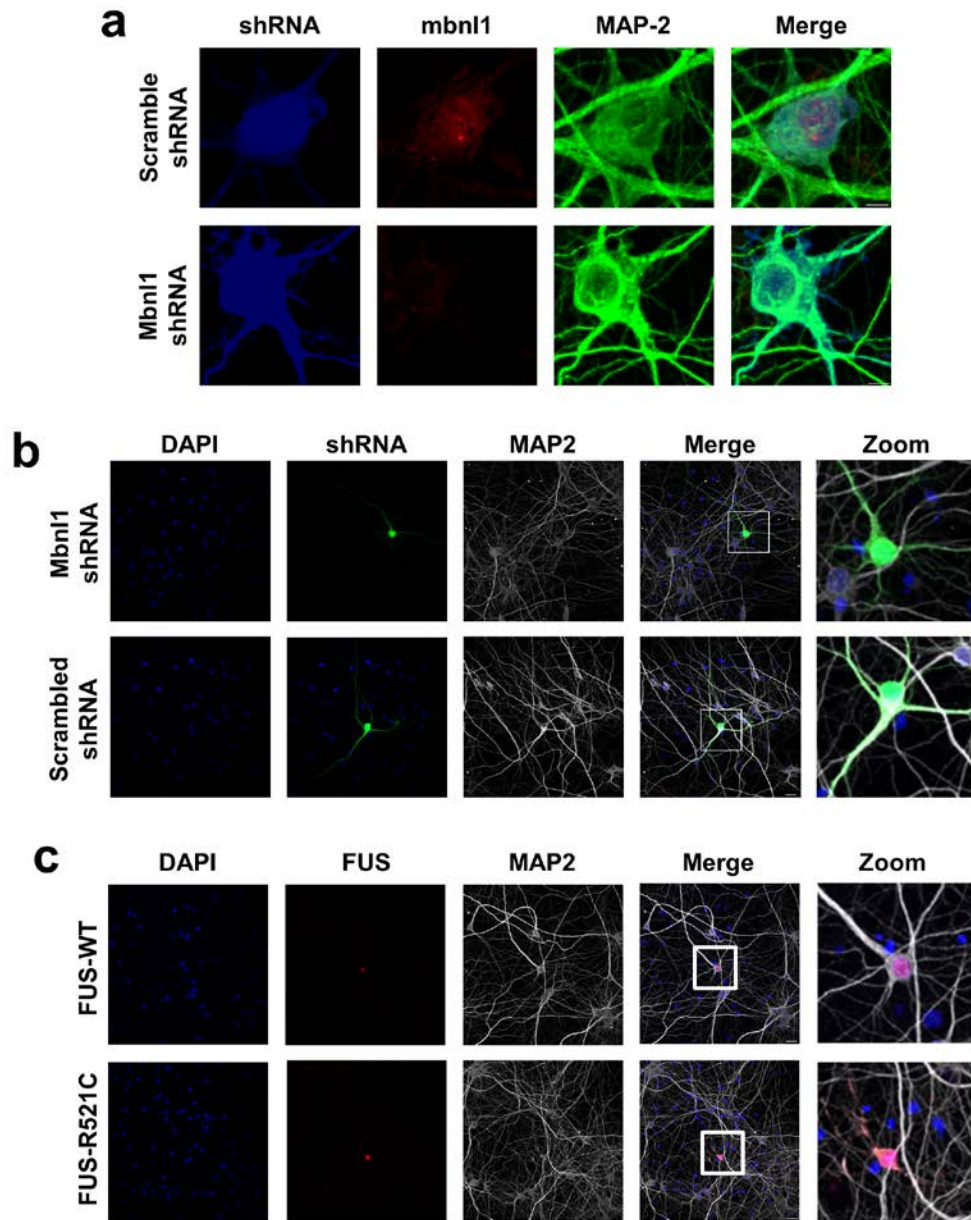 a
shRNA mbnl1 MAP-2 Merge
Scramble
shRNA
Mbnl1
shRNA
b
DAPI shRNA MAP2 Merge Zoom
Mbnl1
shRNA
Scrambled
shRNA
c
DAPI FUS MAP2 Merge Zoom
FUS-WT
FUS-R521C